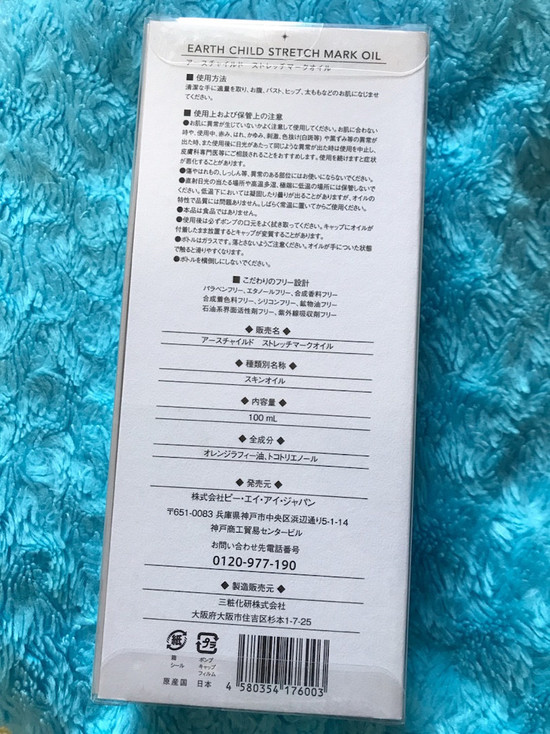 EARTH CHILD STRETCH MARK OIL
アースチャイルド ストレッチマークオイル
■ 使用方法
清潔な手に適量を取り、お腹、バスト、ヒップ、太ももなどのお肌になじませ
てください。
■ 使用上および保管上の注意
●お肌に異常が生じていないかよく注意して使用してください。お肌に合わない
時や、使用中、赤み、はれ、かゆみ、刺激、色抜け(白斑等)や黒ずみ等の異常が
出た時、また使用後に日光があたって同じような異常が出た時は使用を中止し、
皮膚科専門医等にご相談されることをおすすめします。使用を続けますと症状
が悪化することがあります。
●傷やはれもの、しっしん等、異常のある部位にはお使いにならないでください。
●直射日光の当たる場所や高温多湿、極端に低温の場所には保管しないで
ください。低温下においては凝固したり曇りが出ることがありますが、オイルの
特性で品質には問題ありません。しばらく常温に置いてからご使用ください。
●本品は食品ではありません。
●使用後は必ずポンプの口元をよく拭き取ってください。キャップにオイルが
付着したまま放置するとキャップが変質することがあります。
●ボトルはガラスです。落とさないようご注意ください。オイルが手についた状態
で触ると滑りやすくなります。
●ボトルを横倒しにしないでください。
■ こだわりのフリー設計
パラベンフリー、エタノールフリー、合成香料フリー
合成着色料フリー、シリコンフリー、鉱物油フリー
石油系界面活性剤フリー、紫外線吸収剤フリー
◆ 販売名 ◆
アースチャイルド ストレッチマークオイル
◆ 種類別名称 ◆
スキンオイル
◆ 内容量 ◆
100 mL
◆ 全成分 ◆
オレンジラフィー油、トコトリエノール
◆ 発売元 ◆
株式会社ビー・エイ・アイ・ジャパン
〒651-0083 兵庫県神戸市中央区浜辺通り5-1-14
神戸商工貿易センタービル
お問い合わせ先電話番号
0120-977-190
◆ 製造販売元 ◆
三粧化研株式会社
大阪府大阪市住吉区杉本1-7-25
紙 プラ
箱 ポンプ
シール キャップ
フィルム
原産国 日本
4 580354 176003